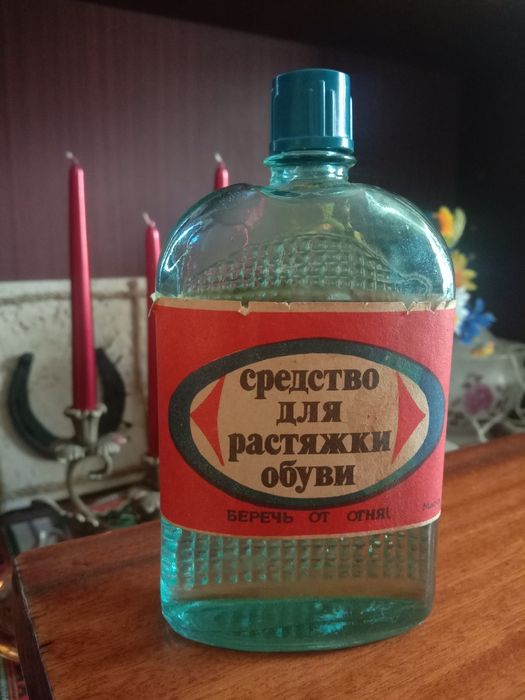 средство
для
растяжки
обуви
БЕРЕЧЬ ОТ ОГНЯ!